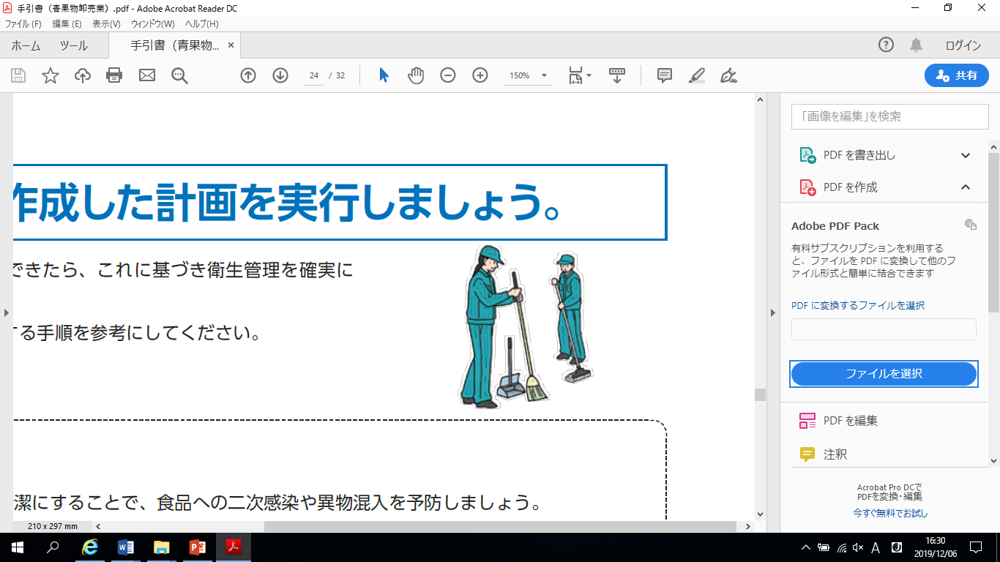 手引書（青果物卸売業）.pdf - Adobe Acrobat Reader DC
ファイル(F) 編集(E) 表示(V) ウィンドウ(W) ヘルプ(H)
ホーム ツール 手引書（青果物... × ログイン
24 / 32 150% 共有
作成した計画を実行しましょう。
できたら、これに基づき衛生管理を確実に
する手順を参考にしてください。
潔にすることで、食品への二次感染や異物混入を予防しましょう。
210 x 297 mm
「画像を編集」を検索
PDF を書き出し
PDF を作成
Adobe PDF Pack
有料サブスクリプションを利用する
と、ファイルを PDF に変換して他のフ
ァイル形式と簡単に結合できます
PDF に変換するファイルを選択
ファイルを選択
PDF を編集
注釈
Acrobat Pro DCで
PDFを変換・編集
今すぐ無料でお試し
A J 16:30
2019/12/06